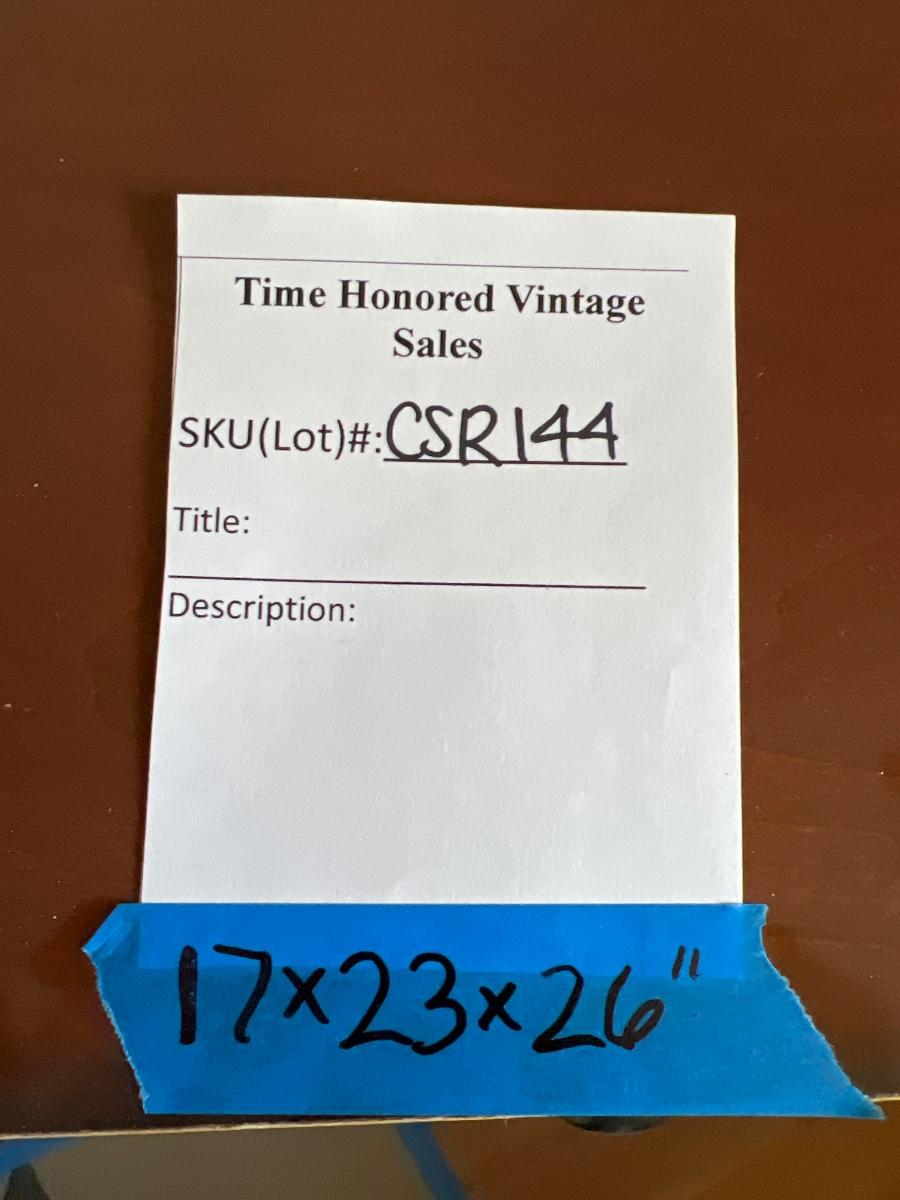 Time Honored Vintage
Sales
SKU(Lot)#: CSR144
Title:
Description:
17x23x26"